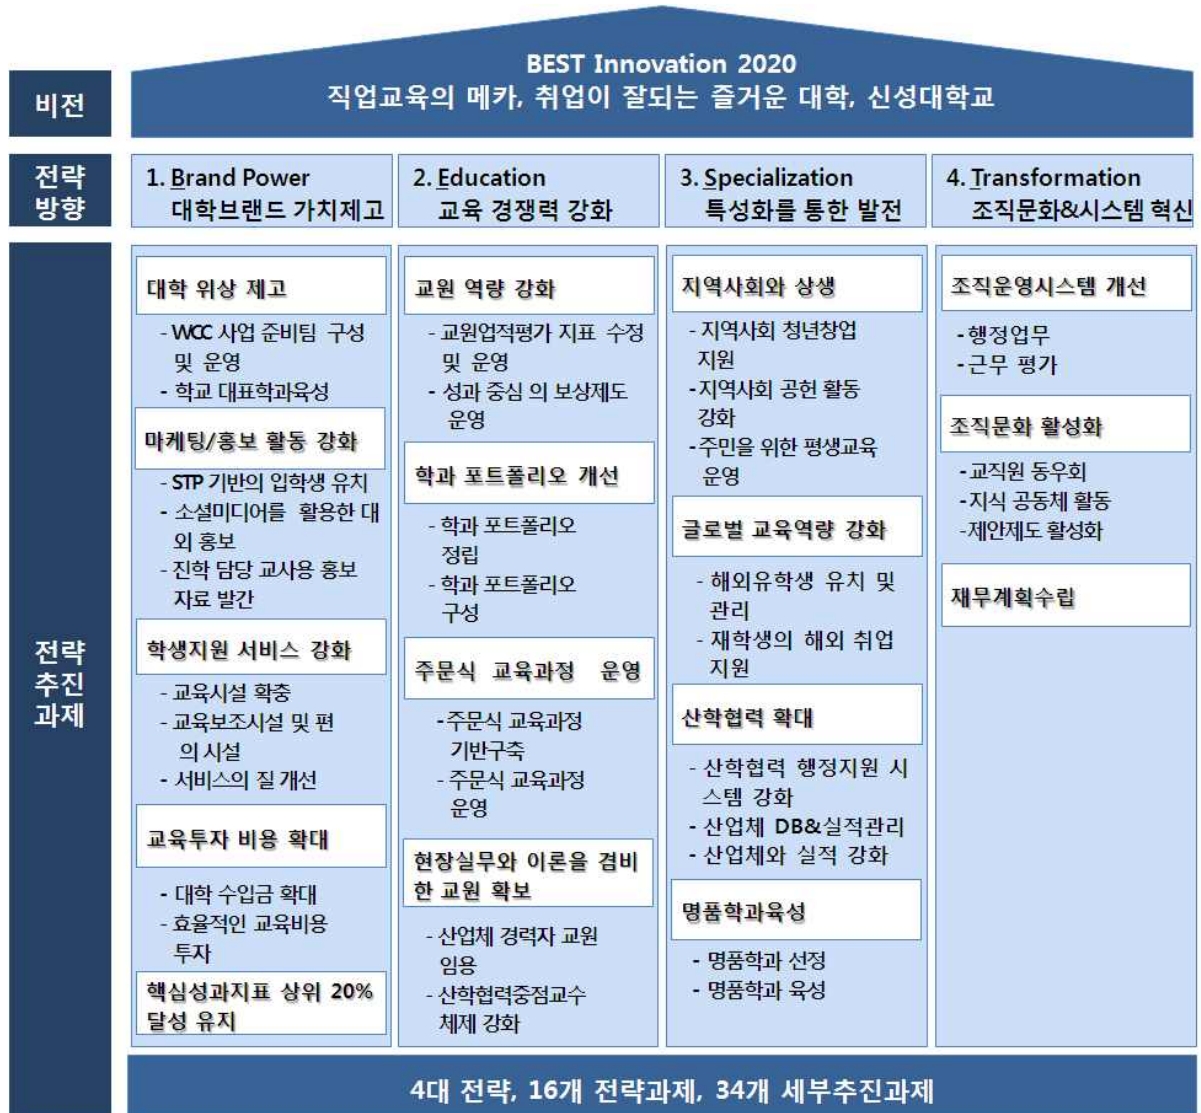 BEST Innovation 2020
직업교육의 메카, 취업이 잘되는 즐거운 대학, 신성대학교
비전
전략
방향
1. Brand Power
대학브랜드 가치제고
2. Education
교육 경쟁력 강화
3. Specialization
특성화를 통한 발전
4. Transformation
조직문화&시스템 혁신
전략
추진
과제
대학 위상 제고
- WCC 사업 준비팀 구성
및 운영
- 학교 대표학과육성
마케팅/홍보 활동 강화
- STP 기반의 입학생 유치
- 소셜미디어를 활용한 대
외 홍보
- 진학 담당 교사용 홍보
자료 발간
학생지원 서비스 강화
- 교육시설 확충
- 교육보조시설 및 편
의 시설
- 서비스의 질 개선
교육투자 비용 확대
- 대학 수입금 확대
- 효율적인 교육비용
투자
핵심성과지표 상위 20%
달성 유지
교원 역량 강화
- 교원업적평가 지표 수정
및 운영
- 성과 중심 의 보상제도
운영
학과 포트폴리오 개선
- 학과 포트폴리오
정립
- 학과 포트폴리오
구성
주문식 교육과정 운영
- 주문식 교육과정
기반구축
- 주문식 교육과정
운영
현장실무와 이론을 겸비
한 교원 확보
- 산업체 경력자 교원
임용
- 산학협력중점교수
체제 강화
지역사회와 상생
- 지역사회 청년창업
지원
- 지역사회 공헌 활동
강화
- 주민을 위한 평생교육
운영
글로벌 교육역량 강화
- 해외유학생 유치 및
관리
- 재학생의 해외 취업
지원
산학협력 확대
- 산학협력 행정지원 시
스템 강화
- 산업체 DB&실적관리
- 산업체와 실적 강화
명품학과육성
- 명품학과 선정
- 명품학과 육성
조직운영시스템 개선
- 행정업무
- 근무 평가
조직문화 활성화
- 교직원 동우회
- 지식 공동체 활동
- 제안제도 활성화
재무계획수립
4대 전략, 16개 전략과제, 34개 세부추진과제